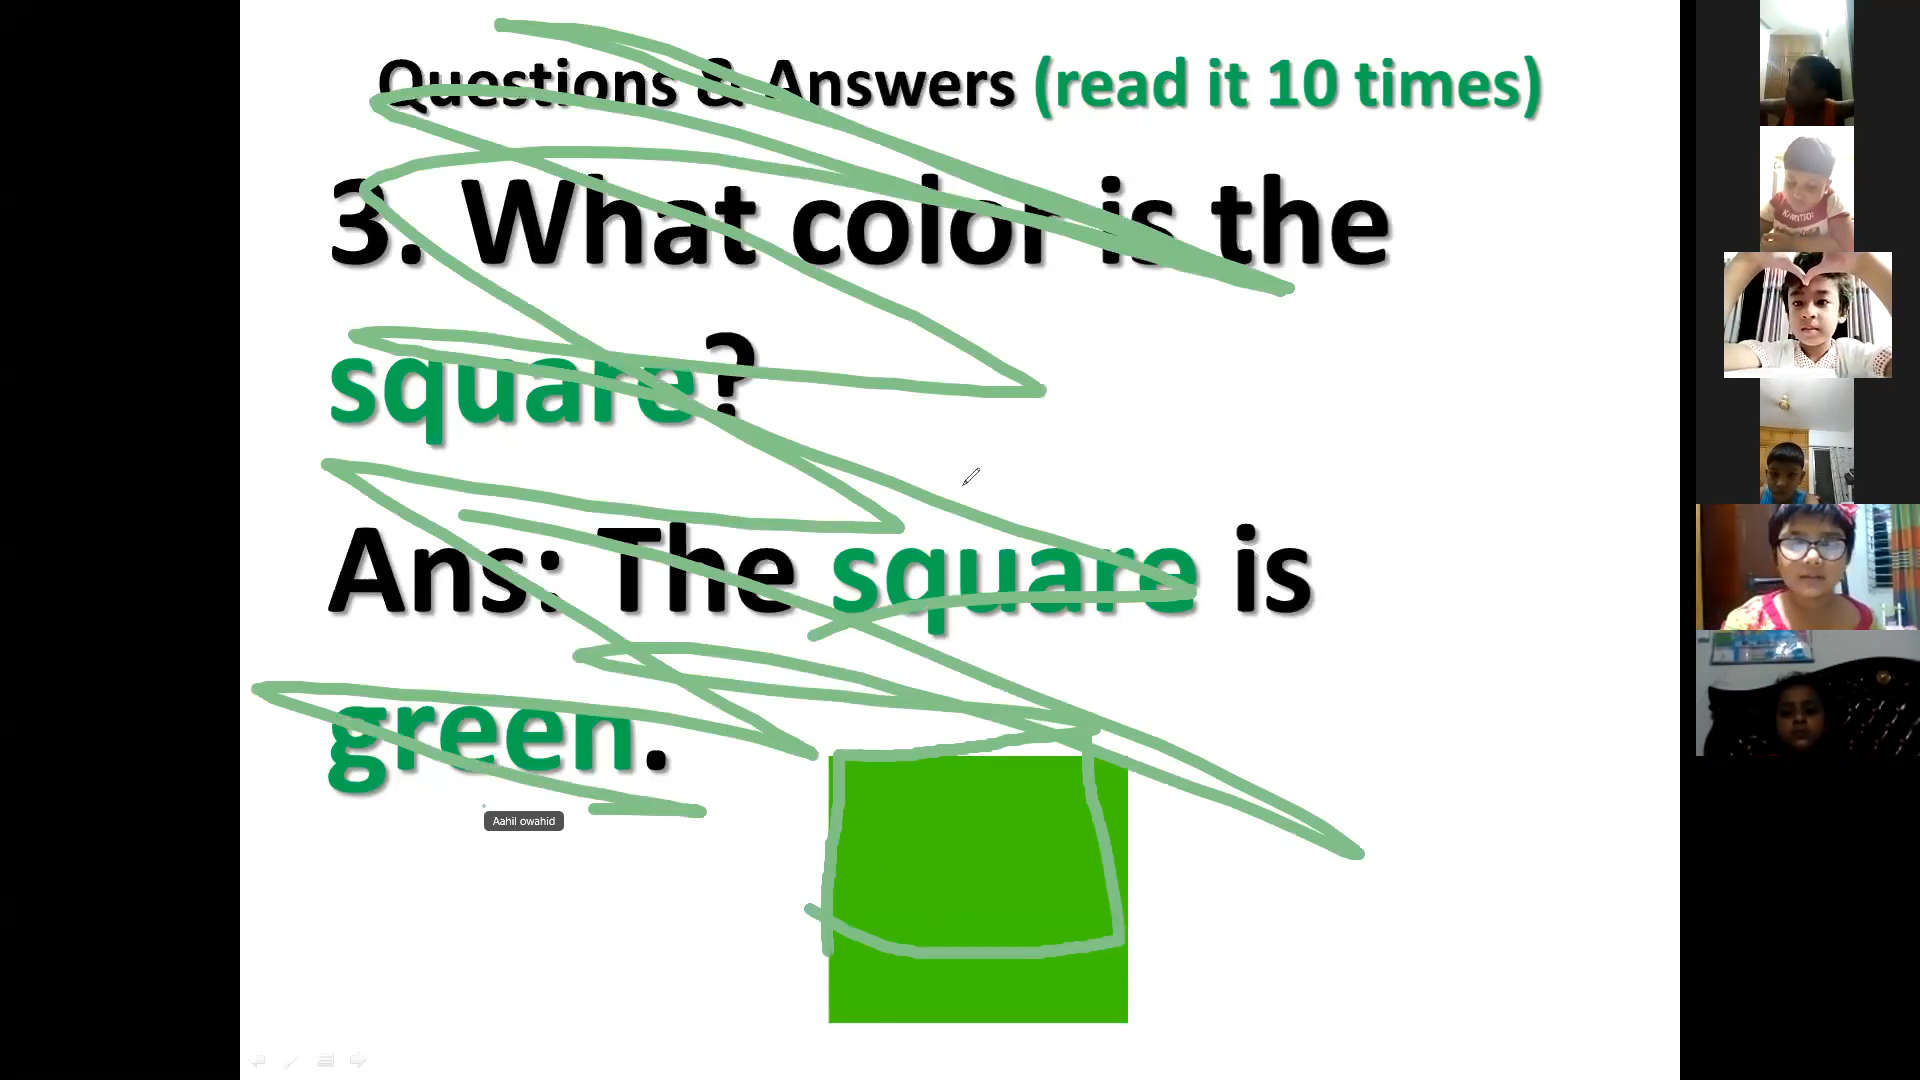 Questions & Answers (read it 10 times)
3. What color is the
square?
Ans: The square is
green.
Aahil owahid